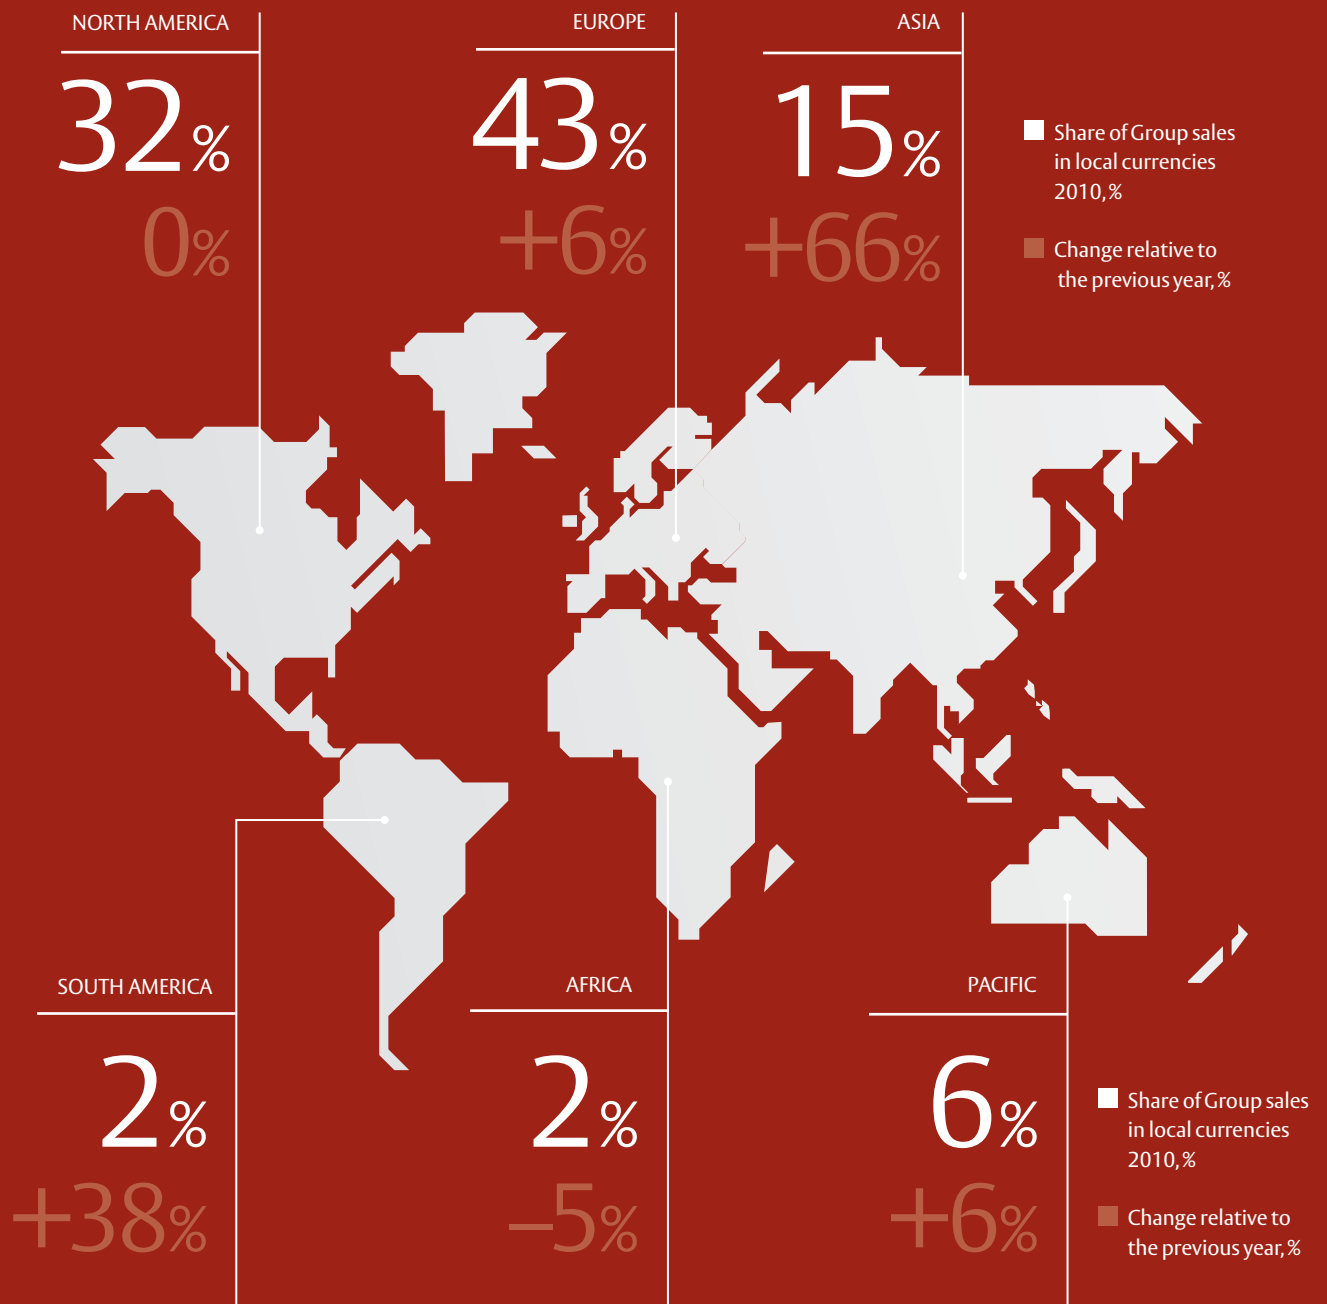 NORTH AMERICA
32%
0%
EUROPE
43%
+6%
ASIA
15%
+66%
Share of Group sales
in local currencies
2010, %
Change relative to
the previous year, %
SOUTH AMERICA
2%
+38%
AFRICA
2%
–5%
PACIFIC
6%
+6%
Share of Group sales
in local currencies
2010, %
Change relative to
the previous year, %